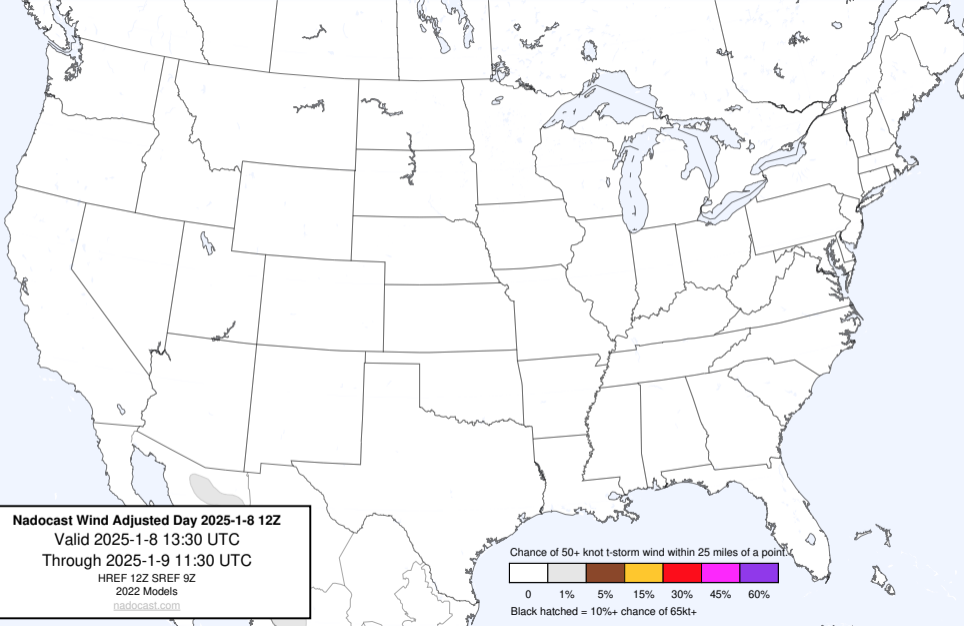 Nadocast Wind Adjusted Day 2025-1-8 12Z
Valid 2025-1-8 13:30 UTC
Through 2025-1-9 11:30 UTC
HREF 12Z SREF 9Z
2022 Models
nadocast.com
Chance of 50+ knot t-storm wind within 25 miles of a point.
0 1% 5% 15% 30% 45% 60%
Black hatched = 10%+ chance of 65kt+